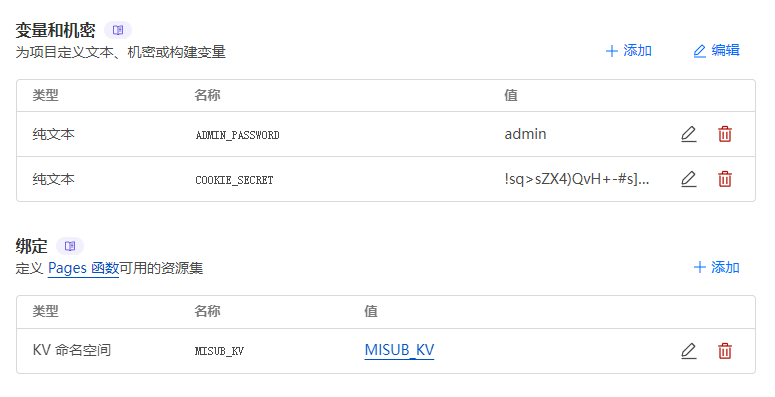 变量和机密
为项目定义文本、机密或构建变量
添加 编辑
类型 名称 值
纯文本 ADMIN_PASSWORD admin
纯文本 COOKIE_SECRET !sq>sZX4)QvH+-#s]...
绑定
定义 Pages 函数可用的资源集
添加
类型 名称 值
KV 命名空间 MISUB_KV MISUB_KV